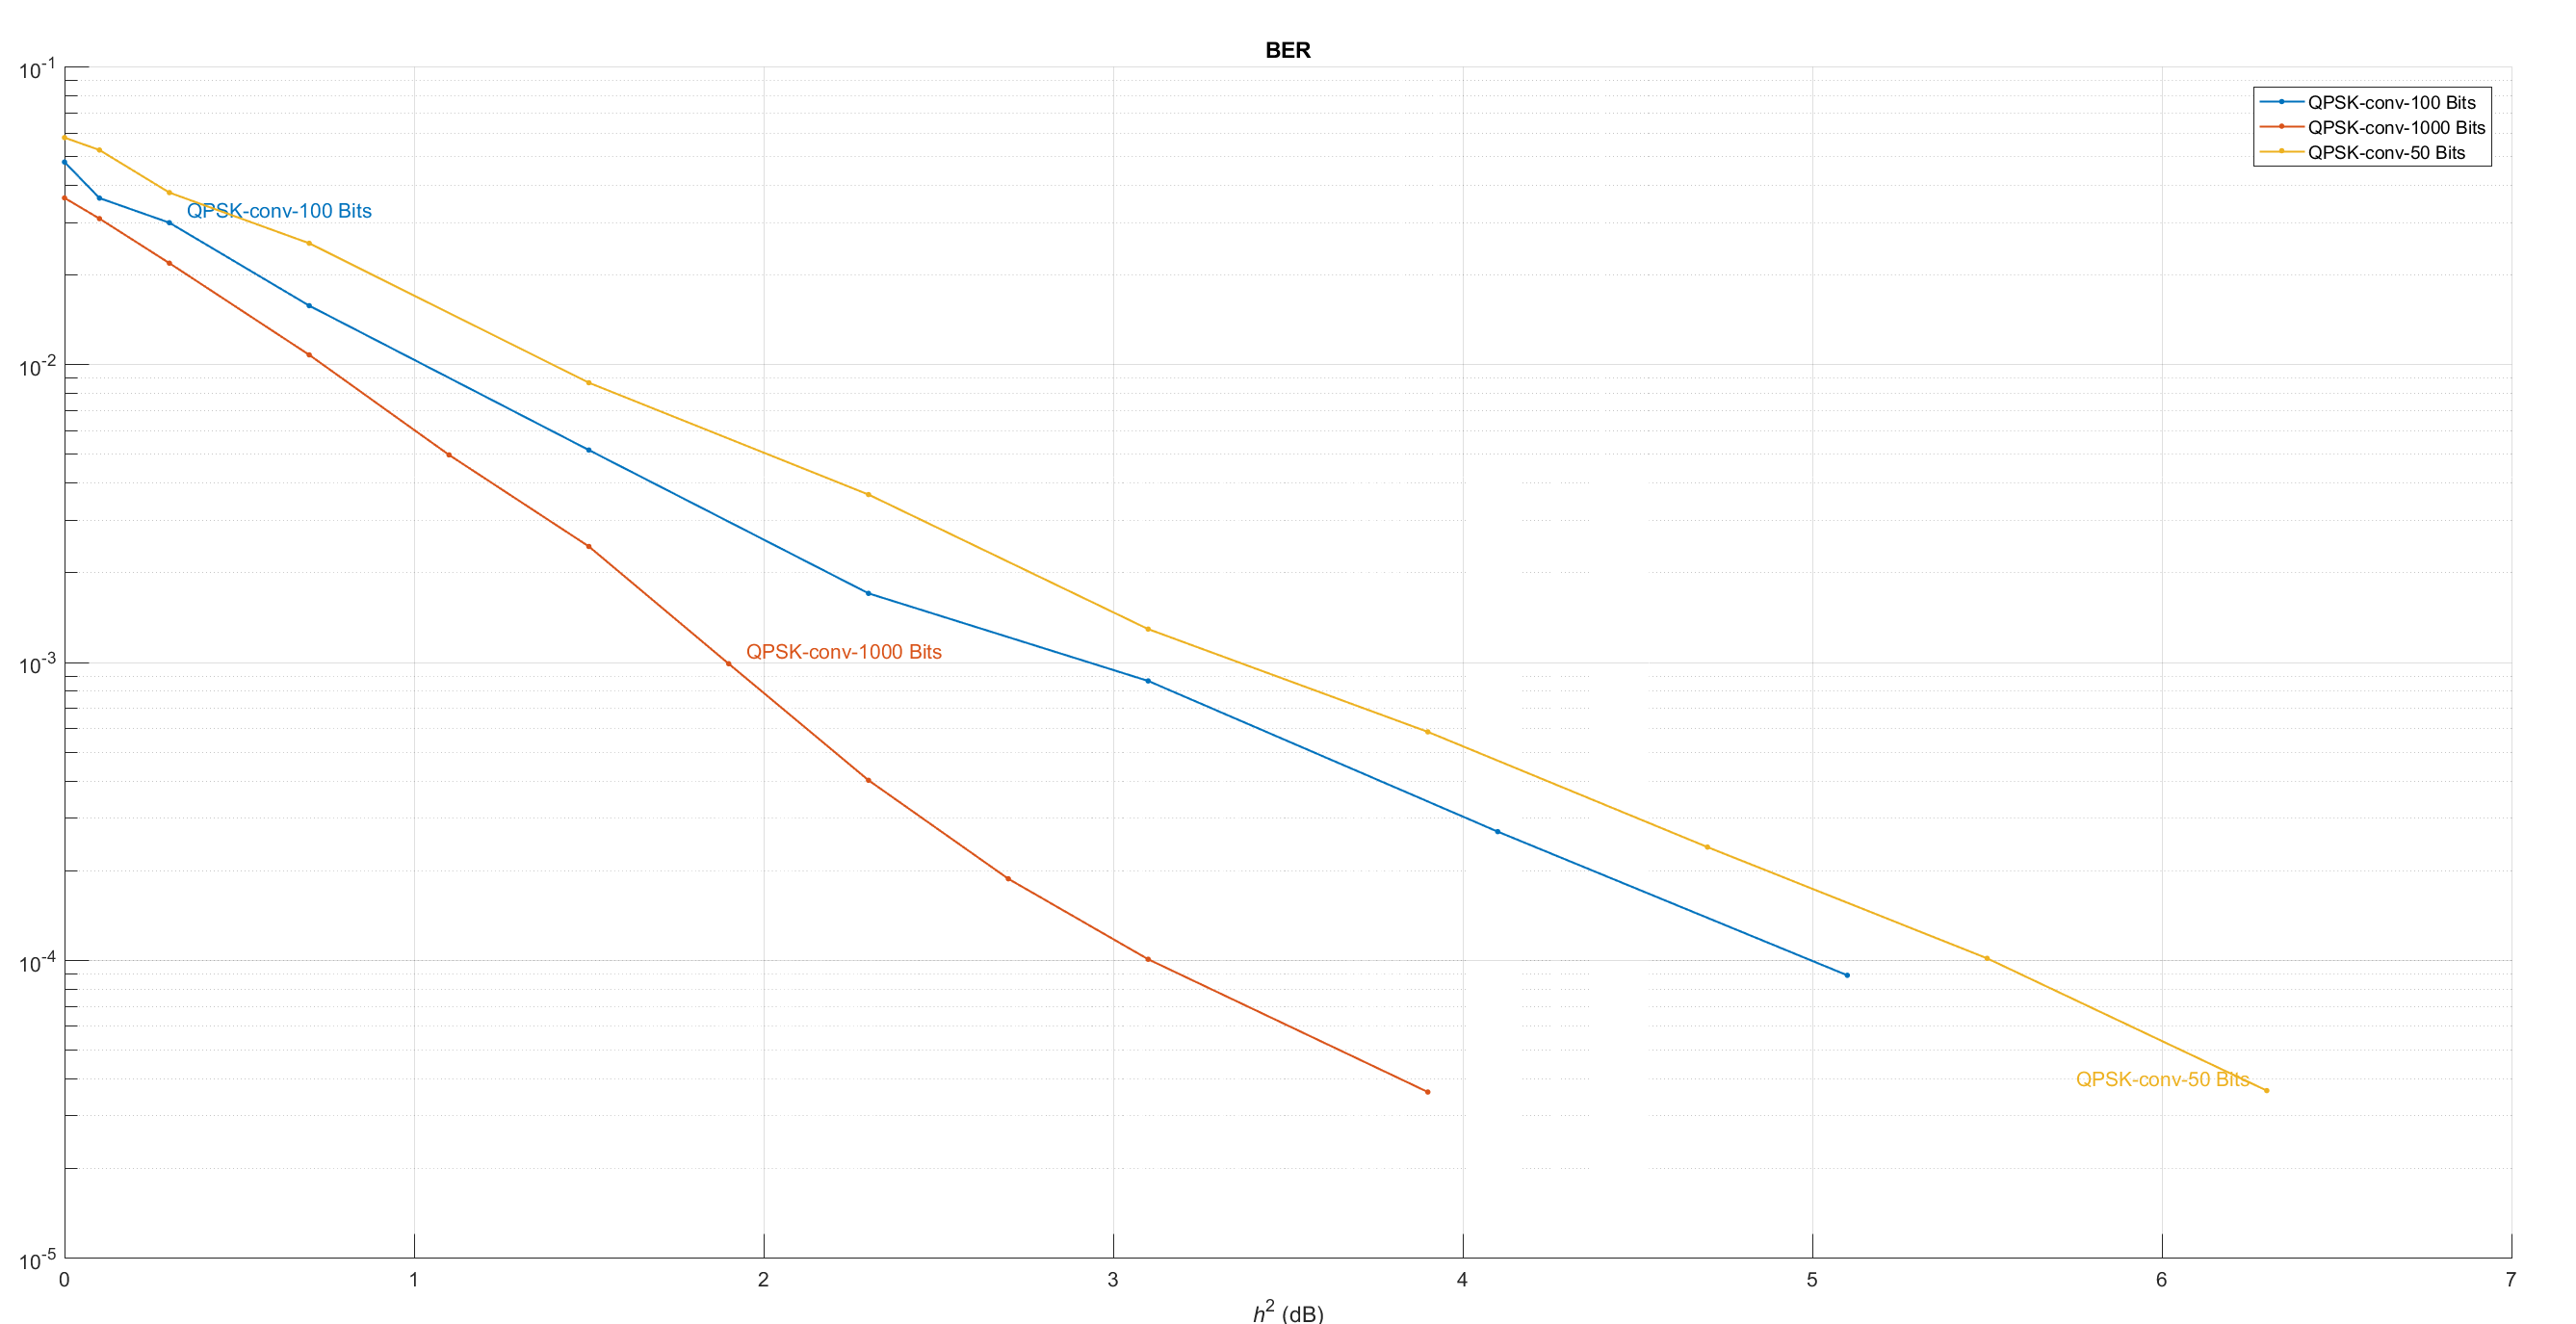 BER
10-1
10-2
10-3
10-4
10-5
QPSK-conv-100 Bits
QPSK-conv-1000 Bits
QPSK-conv-50 Bits
QPSK-conv-100 Bits
QPSK-conv-1000 Bits
QPSK-conv-50 Bits
0 1 2 3 4 5 6 7
h2 (dB)